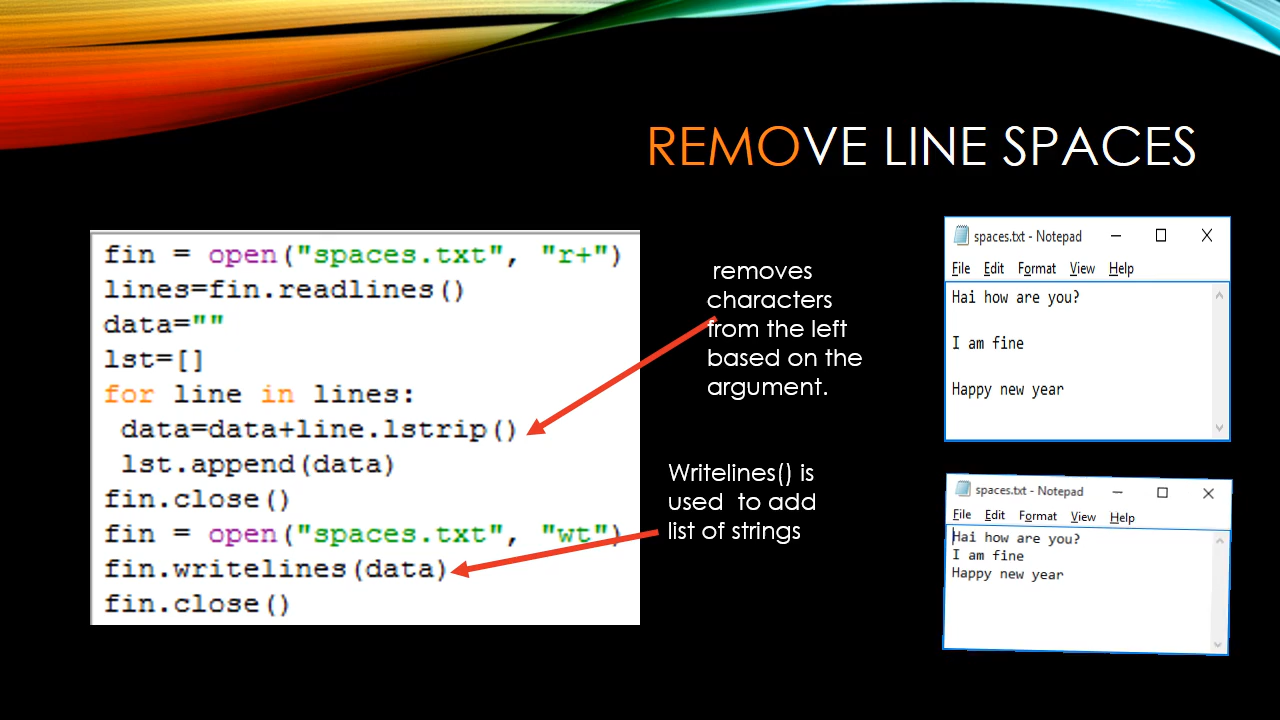 REMOVE LINE SPACES
fin = open("spaces.txt", "r+")
lines=fin.readlines()
data=""
lst=[]
for line in lines:
 data=data+line.lstrip()
 lst.append(data)
fin.close()
fin = open("spaces.txt", "wt")
fin.writelines(data)
fin.close()
removes
characters
from the left
based on the
argument.
Writelines() is
used to add
list of strings
spaces.txt - Notepad
File Edit Format View Help
Hai how are you?
I am fine
Happy new year
spaces.txt - Notepad
File Edit Format View Help
Hai how are you?
I am fine
Happy new year